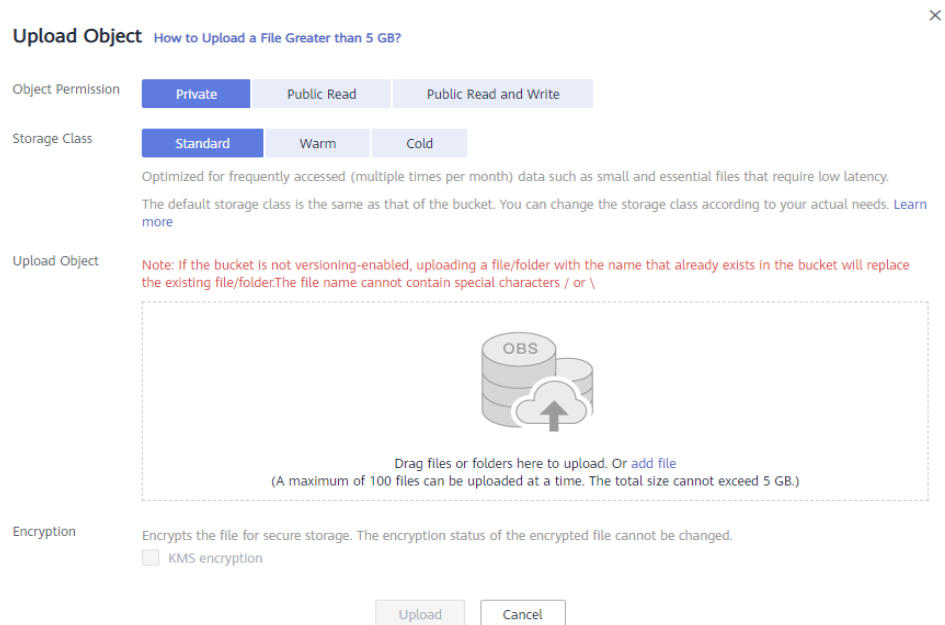 Upload Object How to Upload a File Greater than 5 GB?
Object Permission Private Public Read Public Read and Write
Storage Class Standard Warm Cold
Optimized for frequently accessed (multiple times per month) data such as small and essential files that require low latency.
The default storage class is the same as that of the bucket. You can change the storage class according to your actual needs. Learn
more
Upload Object Note: If the bucket is not versioning-enabled, uploading a file/folder with the name that already exists in the bucket will replace
the existing file/folder.The file name cannot contain special characters / or \
OBS
Drag files or folders here to upload. Or add file
(A maximum of 100 files can be uploaded at a time. The total size cannot exceed 5 GB.)
Encryption Encrypts the file for secure storage. The encryption status of the encrypted file cannot be changed.
KMS encryption
Upload Cancel